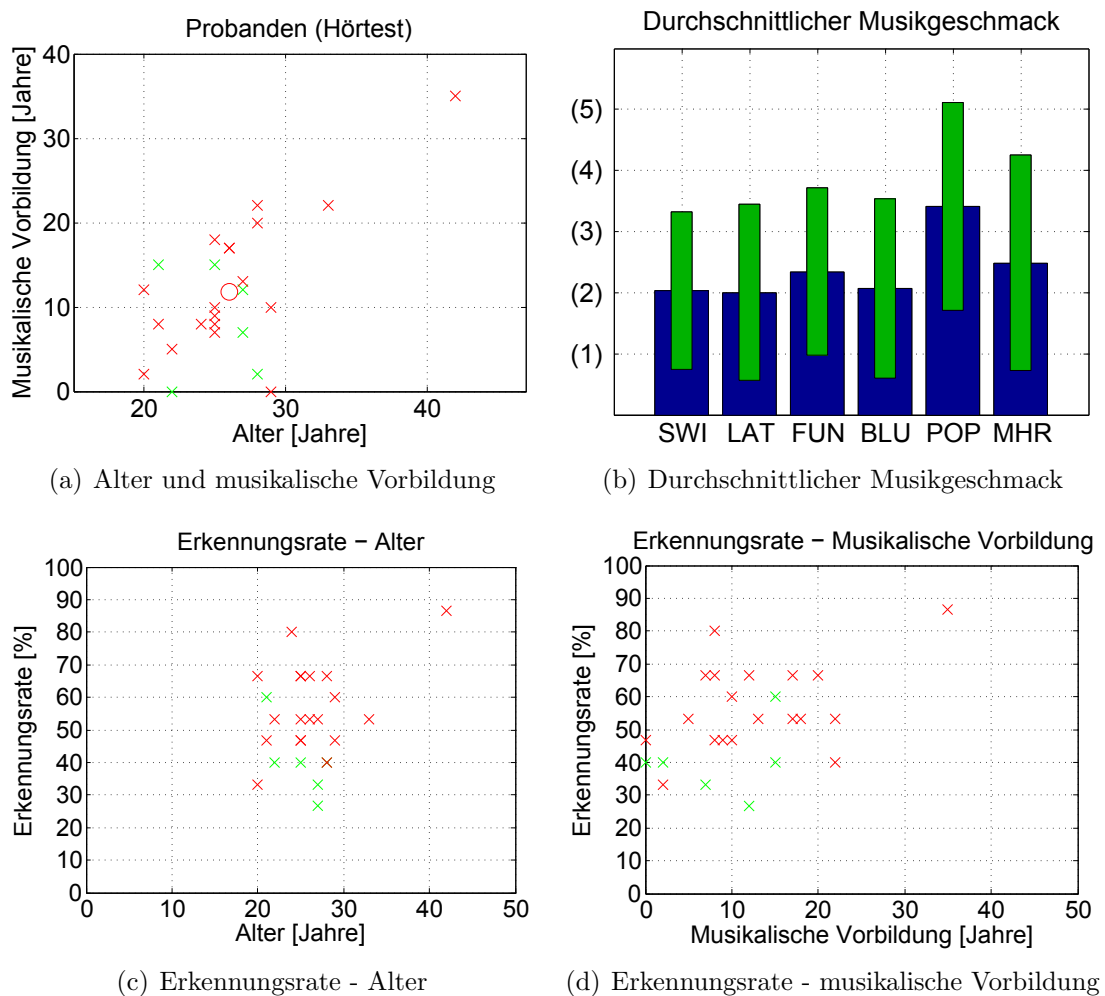 Probanden (Hörtest)
Musikalische Vorbildung [Jahre]
40
30
20
10
0
20 30 40
Alter [Jahre]
(a) Alter und musikalische Vorbildung
Durchschnittlicher Musikgeschmack
(5)
(4)
(3)
(2)
(1)
SWI LAT FUN BLU POP MHR
(b) Durchschnittlicher Musikgeschmack
Erkennungsrate − Alter
Erkennungsrate [%]
100
90
80
70
60
50
40
30
20
10
0
0 10 20 30 40 50
Alter [Jahre]
(c) Erkennungsrate - Alter
Erkennungsrate − Musikalische Vorbildung
Erkennungsrate [%]
100
90
80
70
60
50
40
30
20
10
0
0 10 20 30 40 50
Musikalische Vorbildung [Jahre]
(d) Erkennungsrate - musikalische Vorbildung